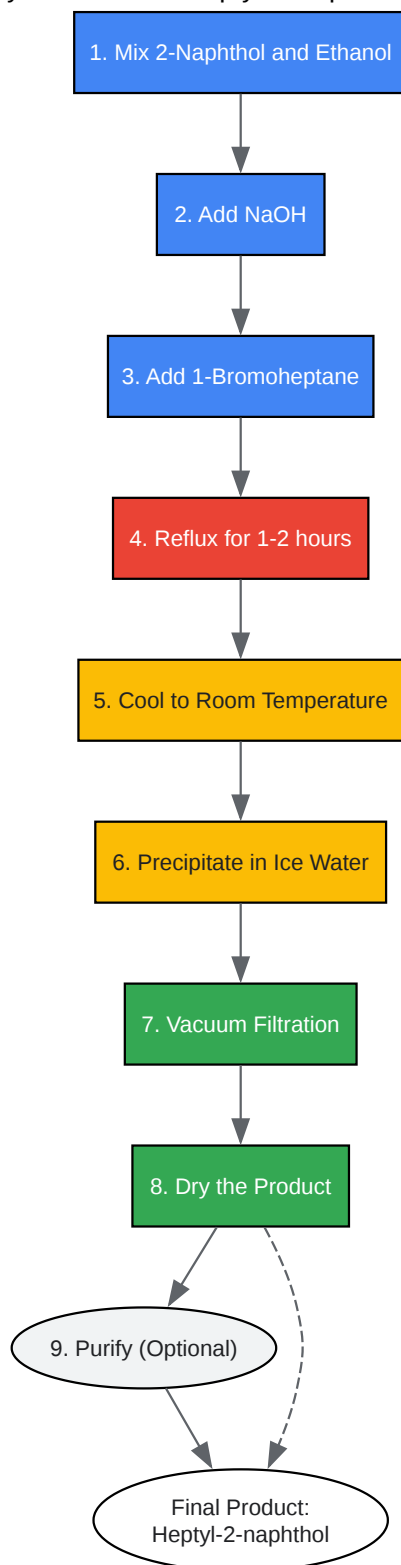 1. Mix 2-Naphthol and Ethanol
2. Add NaOH
3. Add 1-Bromoheptane
4. Reflux for 1-2 hours
5. Cool to Room Temperature
6. Precipitate in Ice Water
7. Vacuum Filtration
8. Dry the Product
9. Purify (Optional)
Final Product:
Heptyl-2-naphthol